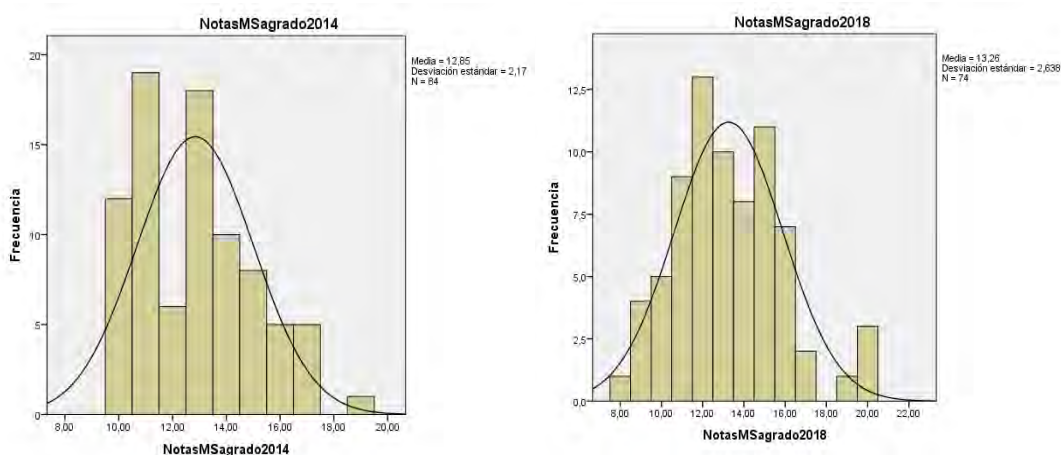 NotasMSagrado2014
Media = 12,85
Desviación estándar = 2,17
N = 84
Frecuencia
20
15
10
5
0
8,00 10,00 12,00 14,00 16,00 18,00 20,00
NotasMSagrado2014
NotasMSagrado2018
Media = 13,26
Desviación estándar = 2,638
N = 74
Frecuencia
12,5
10,0
7,5
5,0
2,5
0,0
8,00 10,00 12,00 14,00 16,00 18,00 20,00 22,00
NotasMSagrado2018